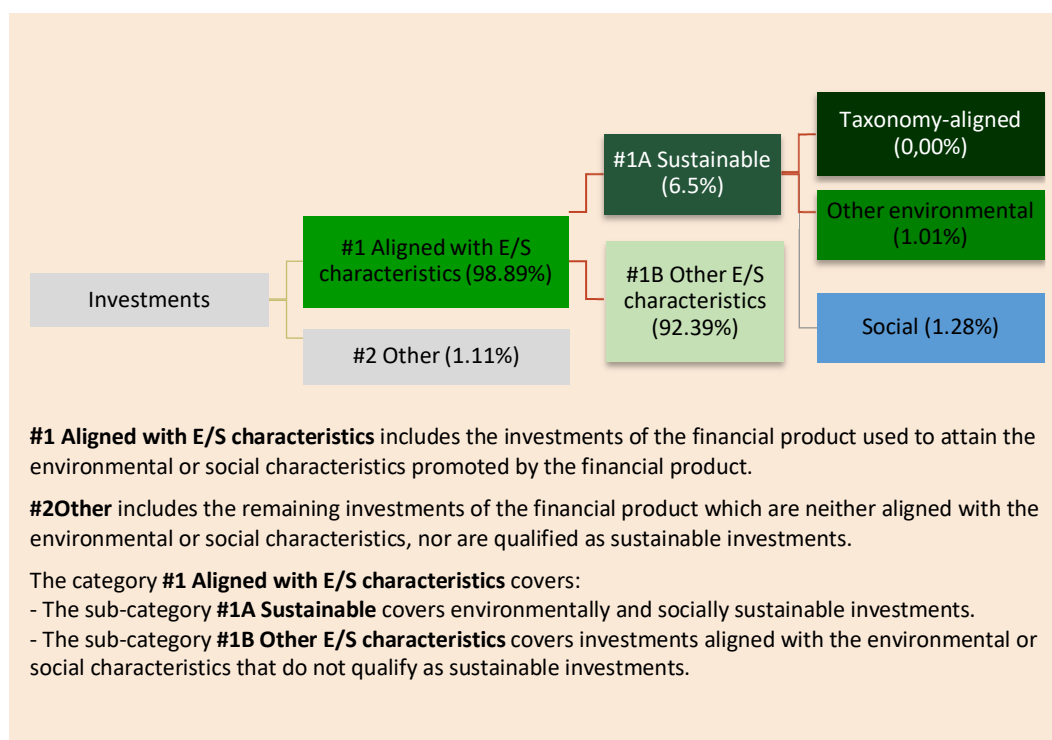 Taxonomy-aligned
(0,00%)
#1A Sustainable
(6.5%)
Other environmental
(1.01%)
#1 Aligned with E/S
characteristics (98.89%)
#1B Other E/S
characteristics
(92.39%)
Investments
Social (1.28%)
#2 Other (1.11%)
#1 Aligned with E/S characteristics includes the investments of the financial product used to attain the
environmental or social characteristics promoted by the financial product.
#2Other includes the remaining investments of the financial product which are neither aligned with the
environmental or social characteristics, nor are qualified as sustainable investments.
The category #1 Aligned with E/S characteristics covers:
- The sub-category #1A Sustainable covers environmentally and socially sustainable investments.
- The sub-category #1B Other E/S characteristics covers investments aligned with the environmental or
social characteristics that do not qualify as sustainable investments.